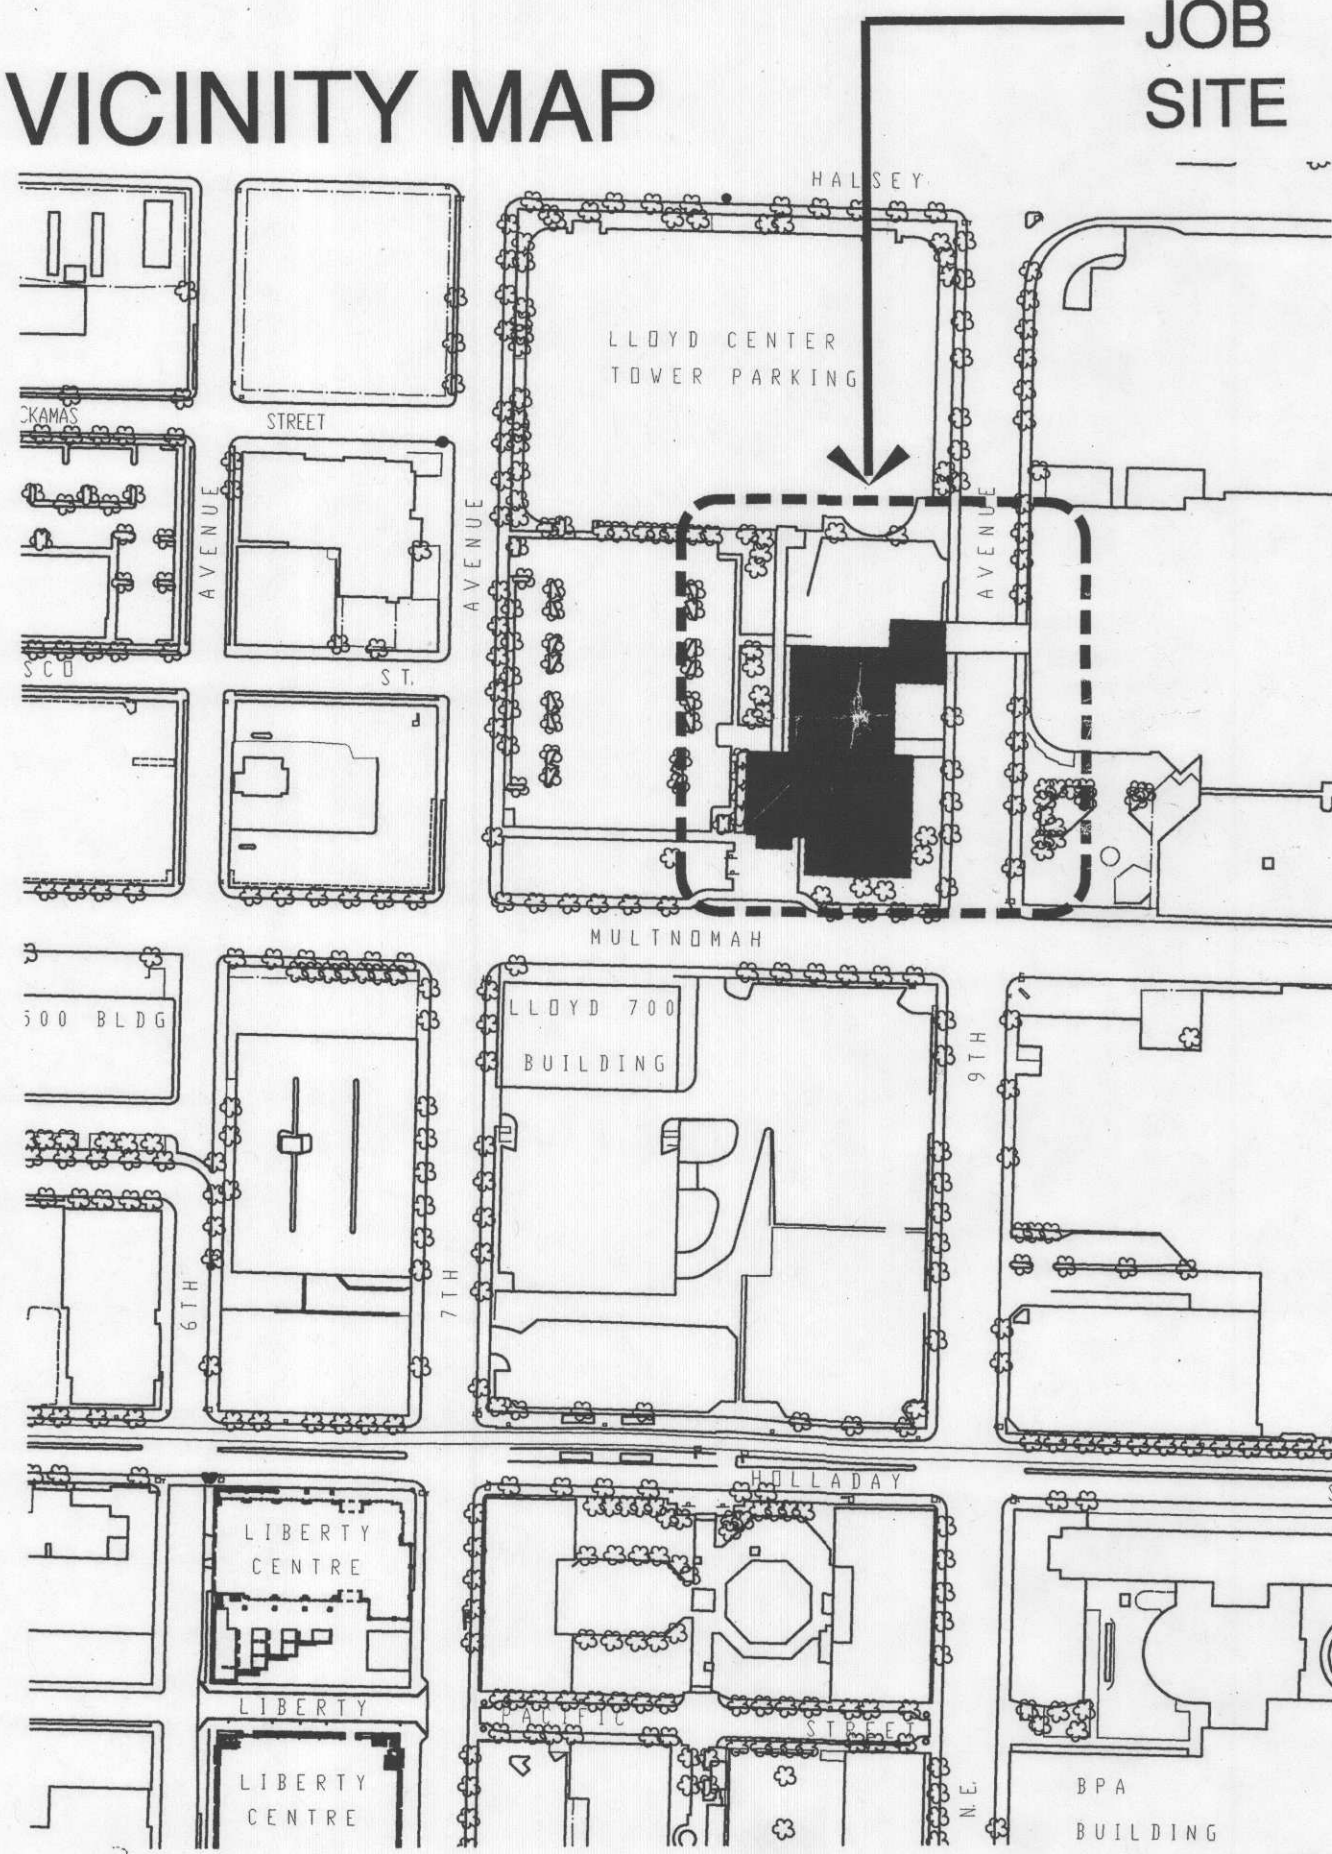 JOB
SITE
VICINITY MAP
HALSEY
LLOYD CENTER
TOWER PARKING
CKAMAS
STREET
AVENUE
AVENUE
AVENUE
SCO
ST.
MULTNOMAH
500 BLDG
LLOYD 700
BUILDING
9TH
6TH
7TH
HOLLADAY
LIBERTY
CENTRE
LIBERTY
PACIFIC
STREET
LIBERTY
CENTRE
N.E.
BPA
BUILDING